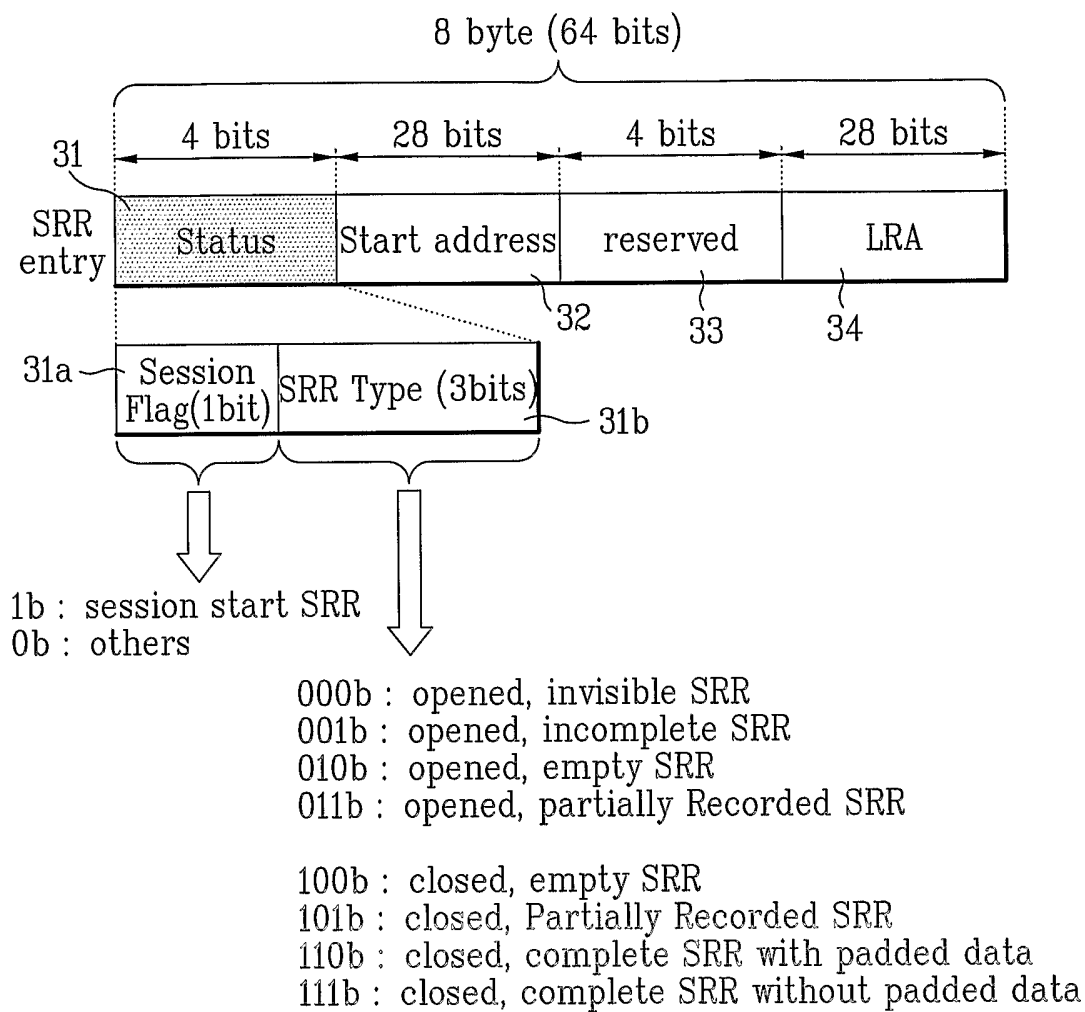 8 byte (64 bits)
4 bits 28 bits 4 bits 28 bits
31
SRR entry
Status Start address reserved LRA
32 33 34
31a
Session Flag(1bit)
SRR Type (3bits)
31b
1b : session start SRR
0b : others
000b : opened, invisible SRR
001b : opened, incomplete SRR
010b : opened, empty SRR
011b : opened, partially Recorded SRR
100b : closed, empty SRR
101b : closed, Partially Recorded SRR
110b : closed, complete SRR with padded data
111b : closed, complete SRR without padded data